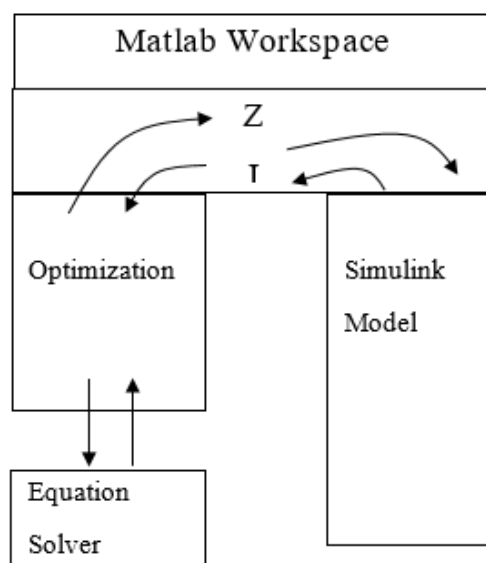 Matlab Workspace
Z
Optimization
Simulink
Model
Equation
Solver